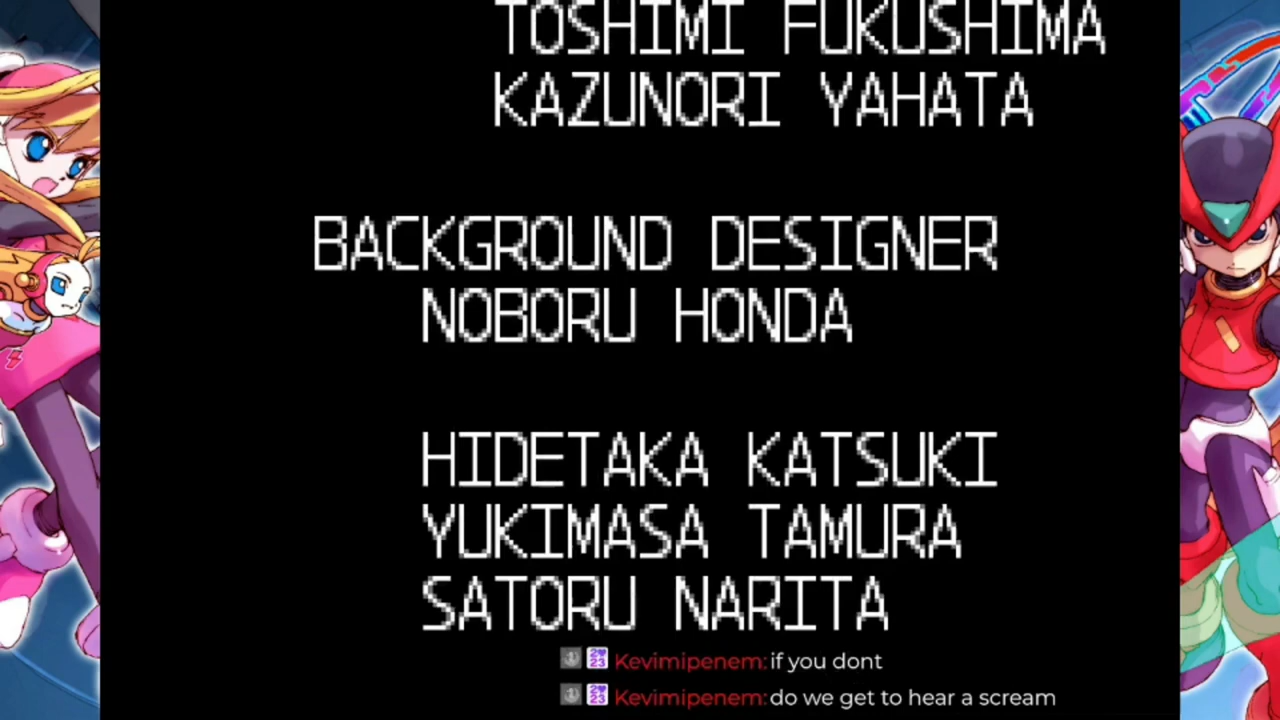 TOSHIMI FUKUSHIMA
KAZUNORI YAHATA
BACKGROUND DESIGNER
NOBORU HONDA
HIDETAKA KATSUKI
YUKIMASA TAMURA
SATORU NARITA
Kevimipenem: if you dont
Kevimipenem: do we get to hear a scream